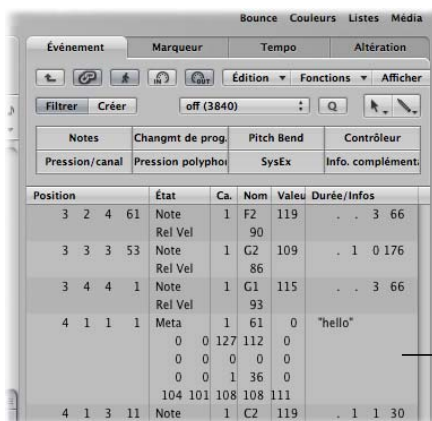 Bounce Couleurs Listes Média
Événement Marqueur Tempo Altération
IN OUT Édition Fonctions Afficher
Filtrer Créer off (3840) Q
Notes Changmt de prog. Pitch Bend Contrôleur
Pression/canal Pression polyphon SysEx Info. complément.
Position État Ca. Nom Valeu Durée/Infos
3 2 4 61 Note 1 F2 119 . . 3 66
Rel Vel 90
3 3 3 53 Note 1 G2 109 . 1 0 176
Rel Vel 86
3 4 4 1 Note 1 G1 115 . . 3 66
Rel Vel 93
4 1 1 1 Meta 1 61 0 "hello"
0 0 127 112 0
0 0 0 0 0
0 0 1 36 0
104 101 108 108 111
4 1 3 11 Note 1 C2 119 . 1 1 30